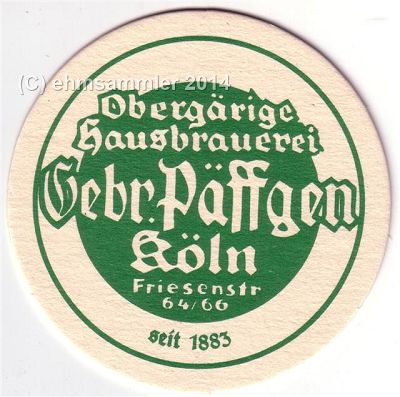 (C) ehmsammler 2014
Obergärige
Hausbrauerei
Gebr. Päffgen
Köln
Friesenstr
64/66
seit 1883